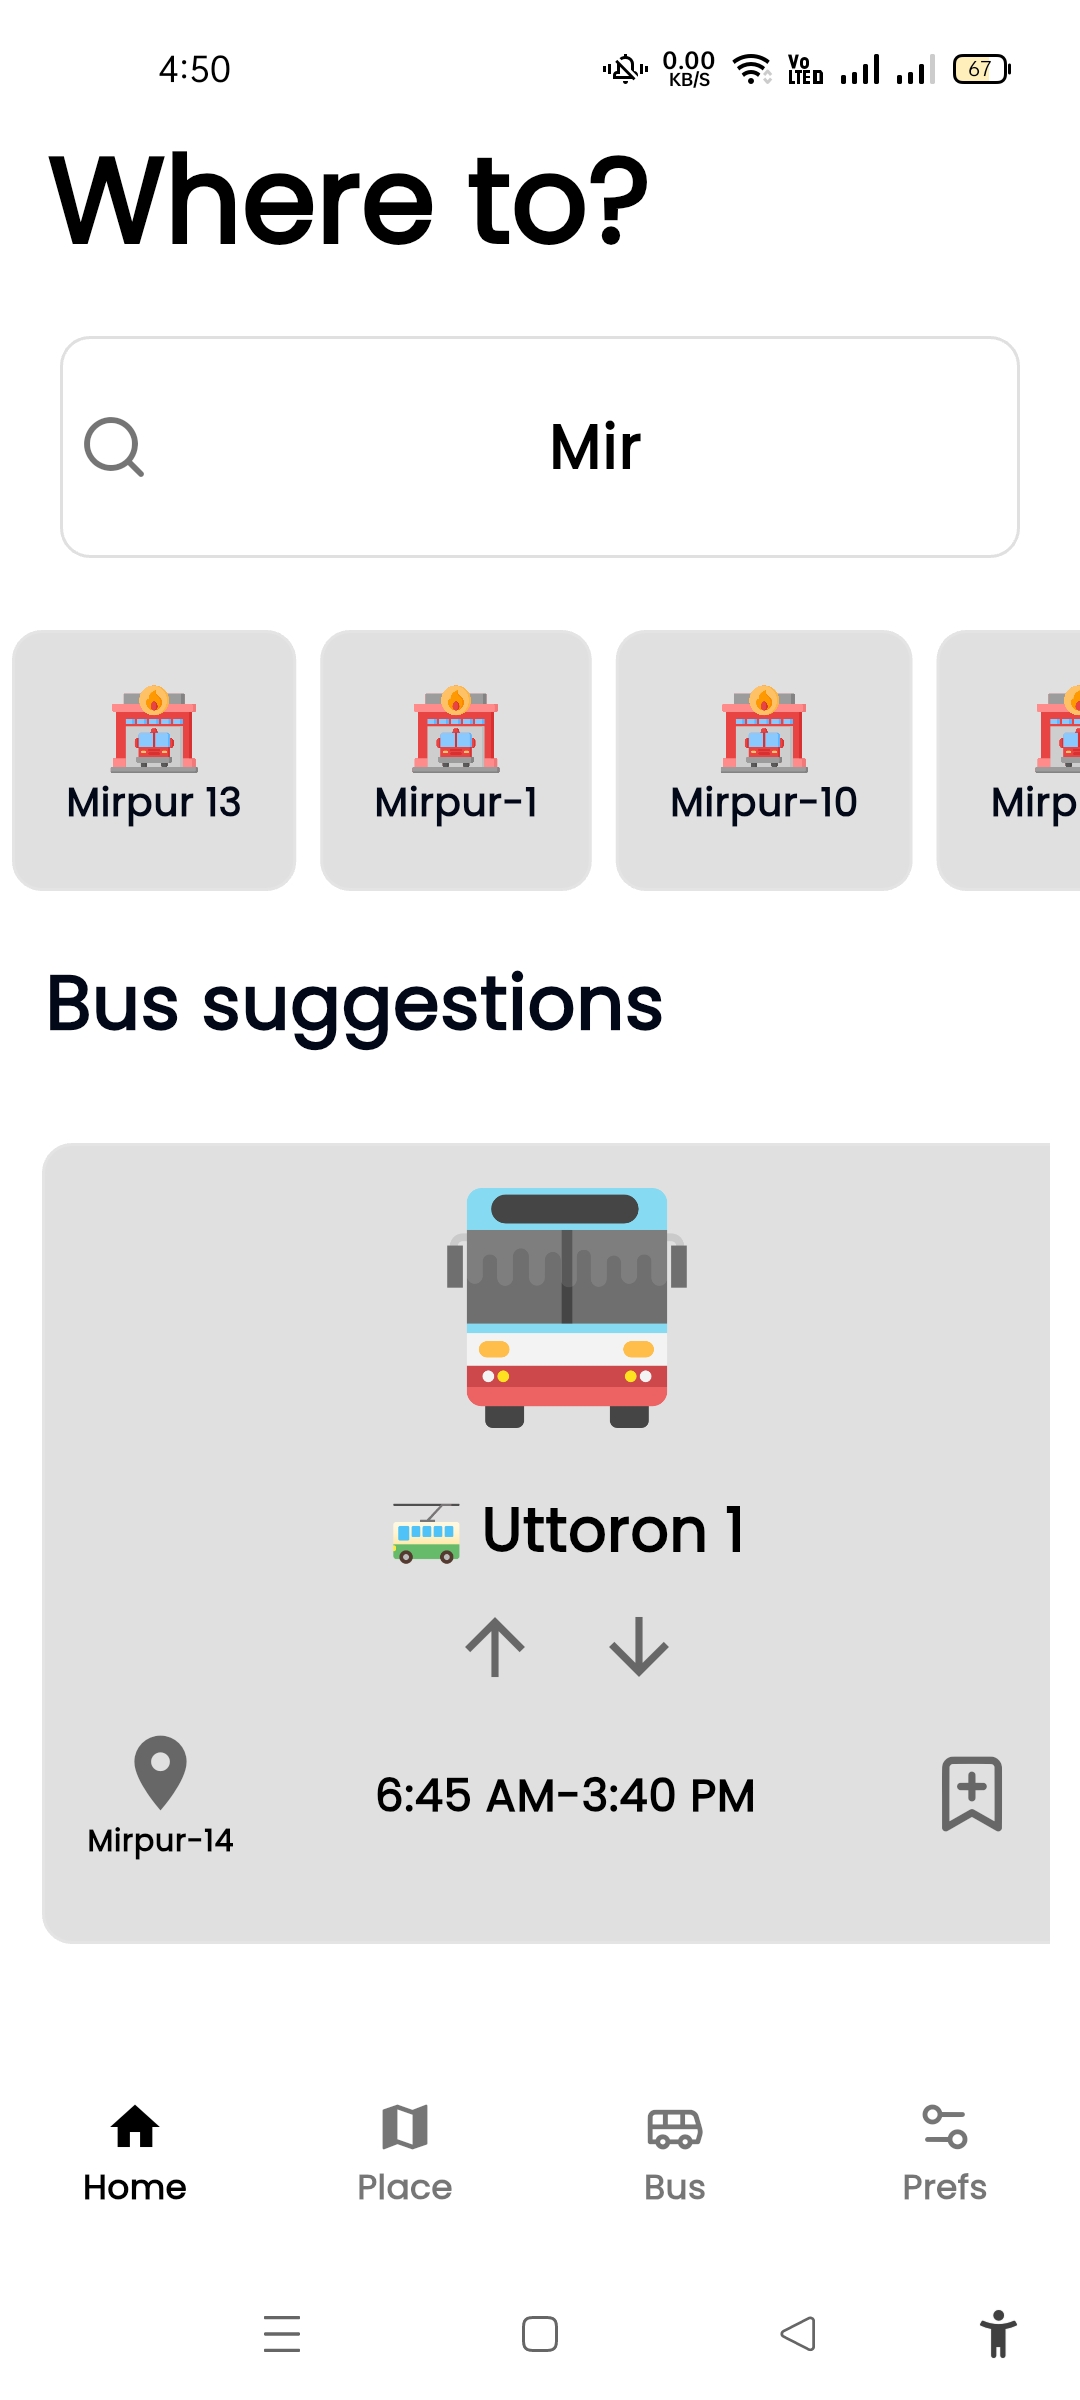 4:50
0.00
KB/S
Vo
LTED
67
Where to?
Mir
Mirpur 13
Mirpur-1
Mirpur-10
Mirp
Bus suggestions
Uttoron 1
6:45 AM-3:40 PM
Mirpur-14
Home
Place
Bus
Prefs